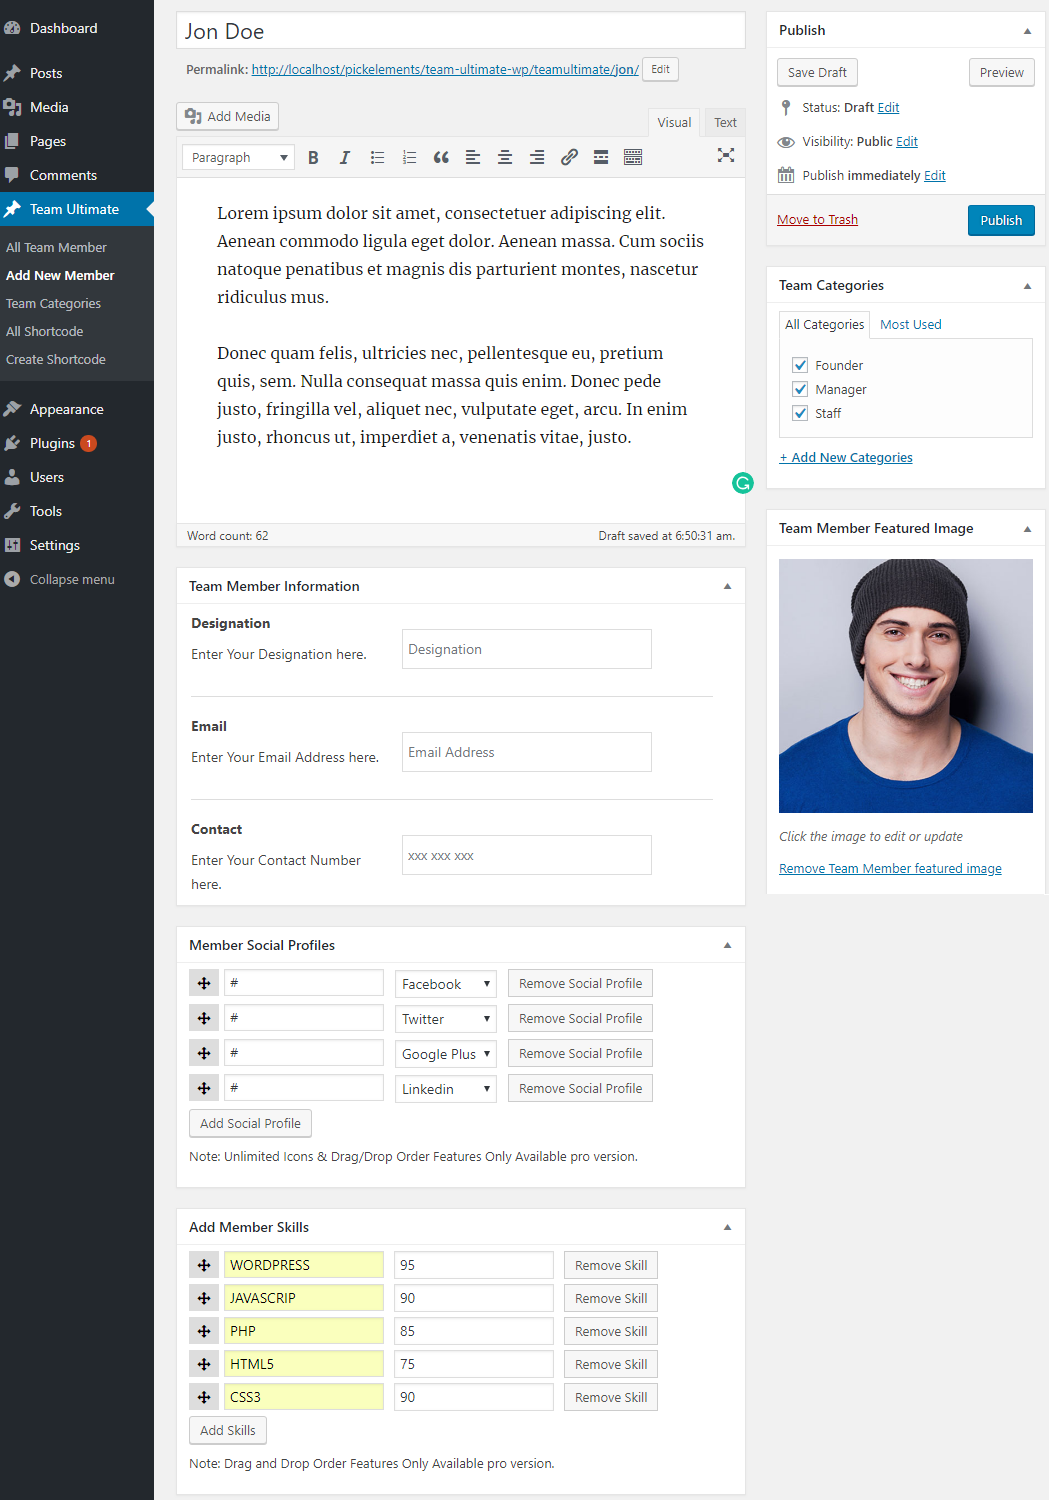 Dashboard
Posts
Media
Pages
Comments
Team Ultimate
All Team Member
Add New Member
Team Categories
All Shortcode
Create Shortcode
Appearance
Plugins 1
Users
Tools
Settings
Collapse menu
Jon Doe
Permalink: http://localhost/pickelements/team-ultimate-wp/teamultimate/jon/ Edit
Add Media
Visual Text
Paragraph
Lorem ipsum dolor sit amet, consectetuer adipiscing elit.
Aenean commodo ligula eget dolor. Aenean massa. Cum sociis
natoque penatibus et magnis dis parturient montes, nascetur
ridiculus mus.
Donec quam felis, ultricies nec, pellentesque eu, pretium
quis, sem. Nulla consequat massa quis enim. Donec pede
justo, fringilla vel, aliquet nec, vulputate eget, arcu. In enim
justo, rhoncus ut, imperdiet a, venenatis vitae, justo.
Word count: 62 Draft saved at 6:50:31 am.
Team Member Information
Designation
Enter Your Designation here. Designation
Email
Enter Your Email Address here. Email Address
Contact
Enter Your Contact Number xxx xxx xxx
here.
Member Social Profiles
# Facebook Remove Social Profile
# Twitter Remove Social Profile
# Google Plus Remove Social Profile
# Linkedin Remove Social Profile
Add Social Profile
Note: Unlimited Icons & Drag/Drop Order Features Only Available pro version.
Add Member Skills
WORDPRESS 95 Remove Skill
JAVASCRIP 90 Remove Skill
PHP 85 Remove Skill
HTML5 75 Remove Skill
CSS3 90 Remove Skill
Add Skills
Note: Drag and Drop Order Features Only Available pro version.
Publish
Save Draft Preview
Status: Draft Edit
Visibility: Public Edit
Publish immediately Edit
Move to Trash Publish
Team Categories
All Categories Most Used
Founder
Manager
Staff
+ Add New Categories
Team Member Featured Image
Click the image to edit or update
Remove Team Member featured image